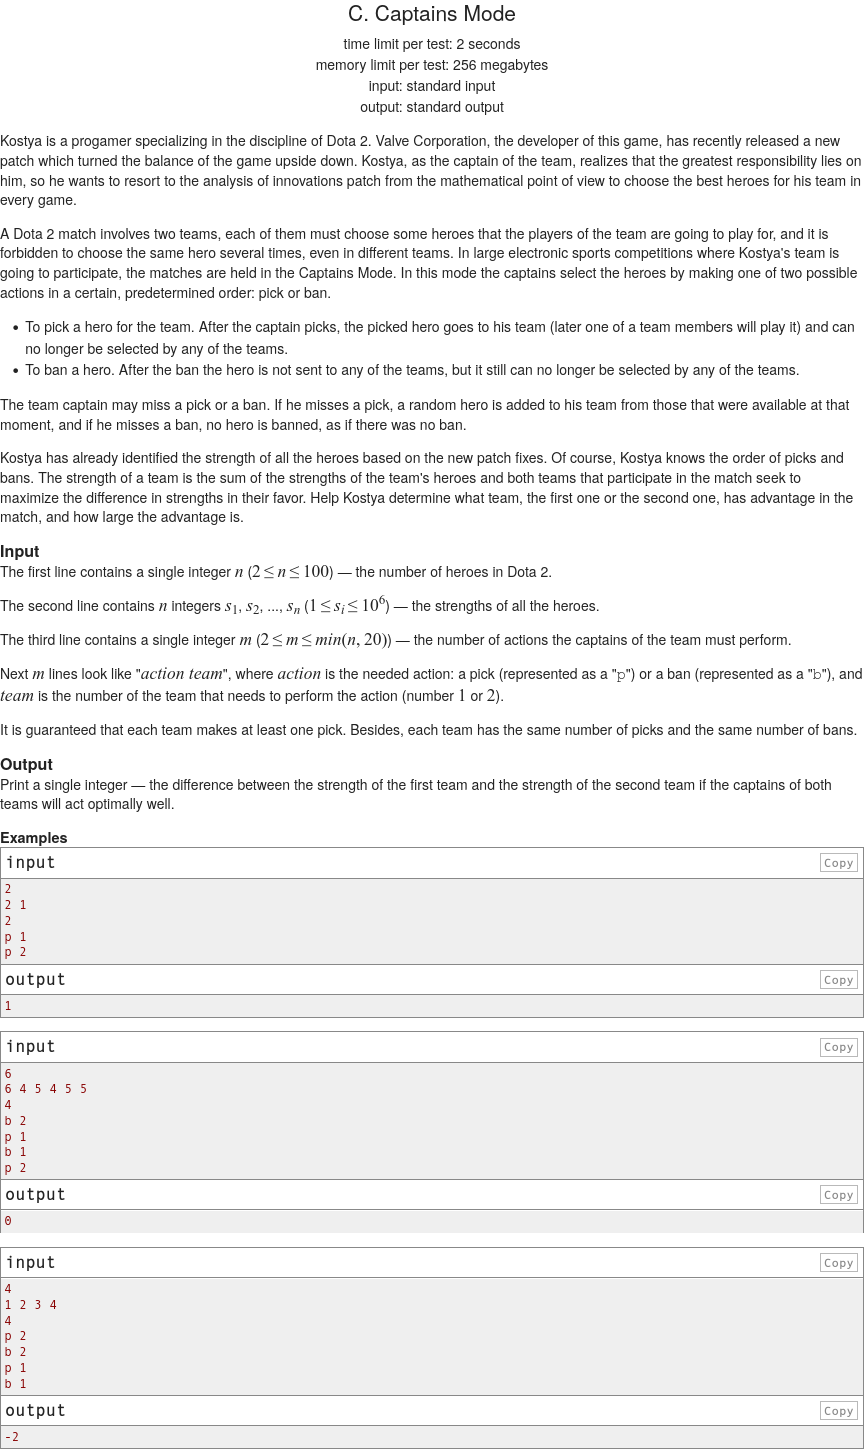 C. Captains Mode
time limit per test: 2 seconds
memory limit per test: 256 megabytes
input: standard input
output: standard output
Kostya is a progamer specializing in the discipline of Dota 2. Valve Corporation, the developer of this game, has recently released a new
patch which turned the balance of the game upside down. Kostya, as the captain of the team, realizes that the greatest responsibility lies on
him, so he wants to resort to the analysis of innovations patch from the mathematical point of view to choose the best heroes for his team in
every game.
A Dota 2 match involves two teams, each of them must choose some heroes that the players of the team are going to play for, and it is
forbidden to choose the same hero several times, even in different teams. In large electronic sports competitions where Kostya's team is
going to participate, the matches are held in the Captains Mode. In this mode the captains select the heroes by making one of two possible
actions in a certain, predetermined order: pick or ban.
• To pick a hero for the team. After the captain picks, the picked hero goes to his team (later one of a team members will play it) and can
no longer be selected by any of the teams.
• To ban a hero. After the ban the hero is not sent to any of the teams, but it still can no longer be selected by any of the teams.
The team captain may miss a pick or a ban. If he misses a pick, a random hero is added to his team from those that were available at that
moment, and if he misses a ban, no hero is banned, as if there was no ban.
Kostya has already identified the strength of all the heroes based on the new patch fixes. Of course, Kostya knows the order of picks and
bans. The strength of a team is the sum of the strengths of the team's heroes and both teams that participate in the match seek to
maximize the difference in strengths in their favor. Help Kostya determine what team, the first one or the second one, has advantage in the
match, and how large the advantage is.
Input
The first line contains a single integer n (2 ≤ n ≤ 100) — the number of heroes in Dota 2.
The second line contains n integers s1, s2, ..., sn (1 ≤ si ≤ 10^6) — the strengths of all the heroes.
The third line contains a single integer m (2 ≤ m ≤ min(n, 20)) — the number of actions the captains of the team must perform.
Next m lines look like "action team", where action is the needed action: a pick (represented as a "p") or a ban (represented as a "b"), and
team is the number of the team that needs to perform the action (number 1 or 2).
It is guaranteed that each team makes at least one pick. Besides, each team has the same number of picks and the same number of bans.
Output
Print a single integer — the difference between the strength of the first team and the strength of the second team if the captains of both
teams will act optimally well.
Examples
input Copy
2
2 1
2
p 1
p 2
output Copy
1
input Copy
6
6 4 5 4 5 5
4
b 2
p 1
b 1
p 2
output Copy
0
input Copy
4
1 2 3 4
4
p 2
b 2
p 1
b 1
output Copy
-2